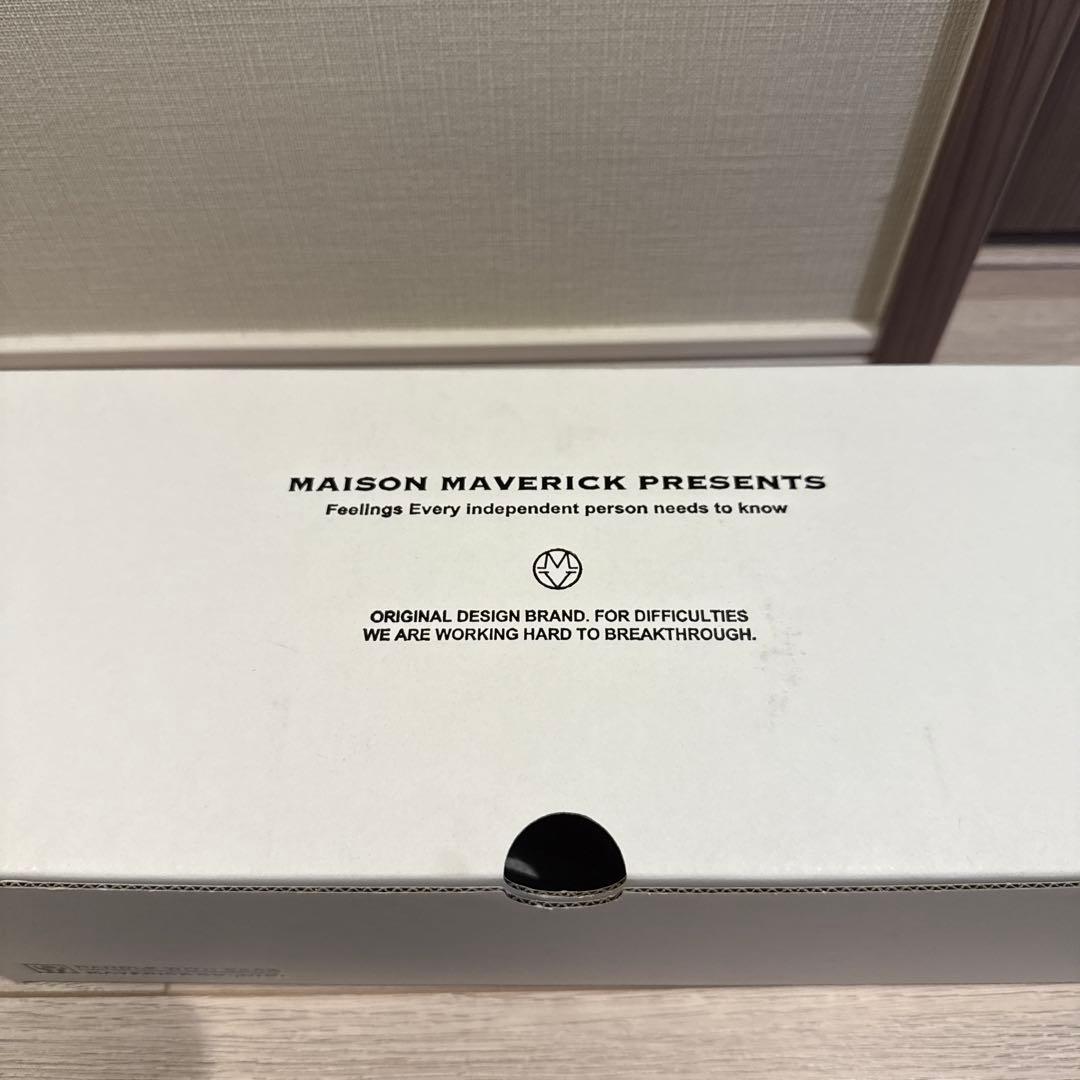 MAISON MAVERICK PRESENTS
Feelings Every independent person needs to know
MV
ORIGINAL DESIGN BRAND. FOR DIFFICULTIES
WE ARE WORKING HARD TO BREAKTHROUGH.